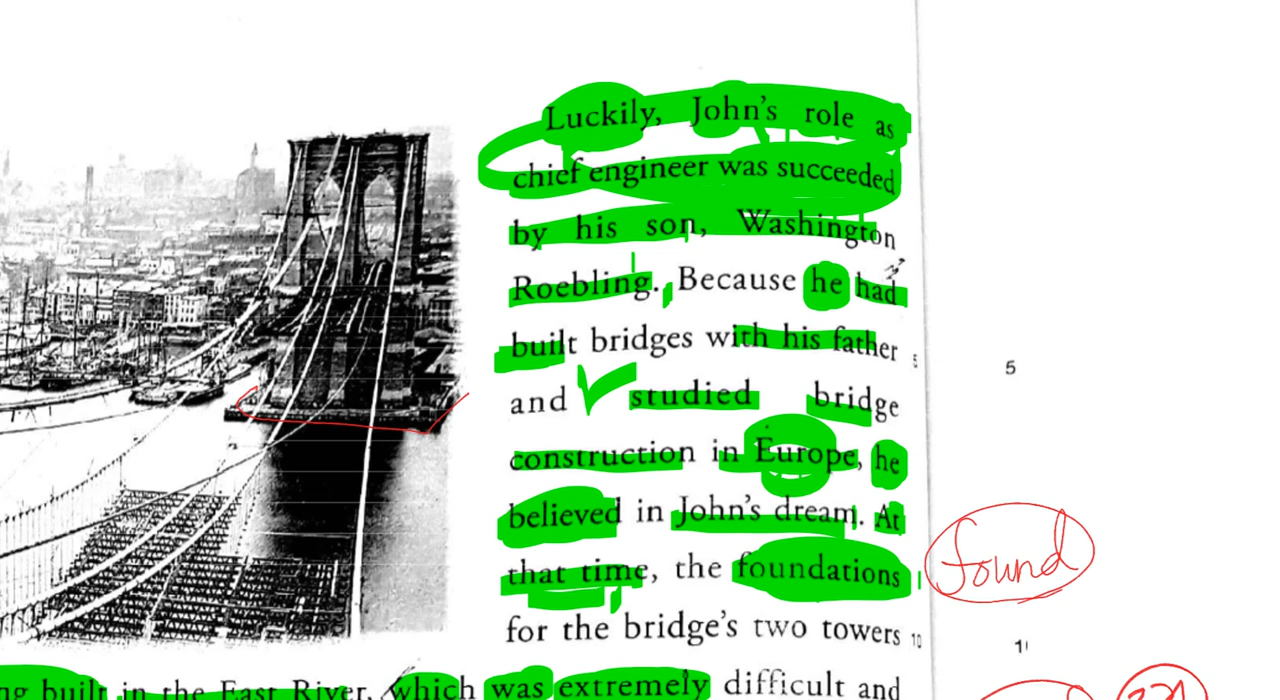 Luckily, John's role as
chief engineer was succeeded
by his son, Washington
Roebling. Because he had
built bridges with his father
5
5
and studied bridge
construction in Europe, he
believed in John's dream. At
that time, the foundations
found
for the bridge's two towers
10
built in the East River, which was extremely difficult and